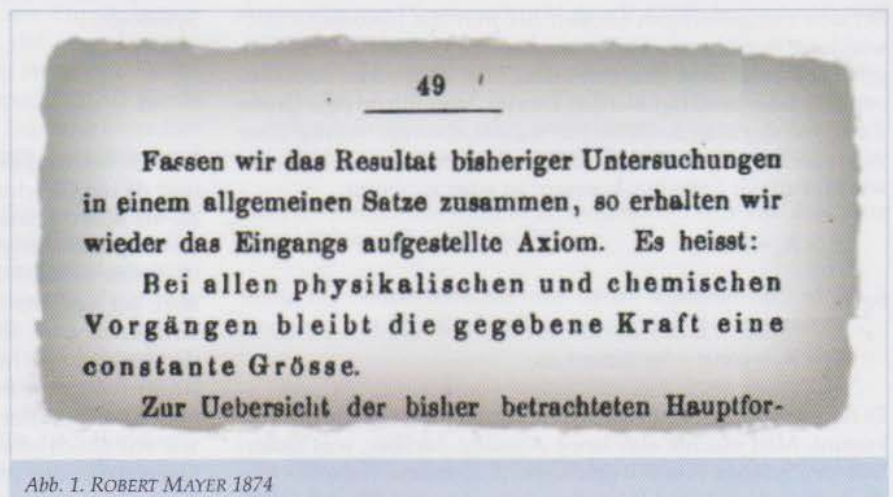 49
Fassen wir das Resultat bisheriger Untersuchungen
in einem allgemeinen Satze zusammen, so erhalten wir
wieder das Eingangs aufgestellte Axiom. Es heisst:
Bei allen physikalischen und chemischen
Vorgängen bleibt die gegebene Kraft eine
constante Grösse.
Zur Uebersicht der bisher betrachteten Hauptfor-
Abb. 1. ROBERT MAYER 1874